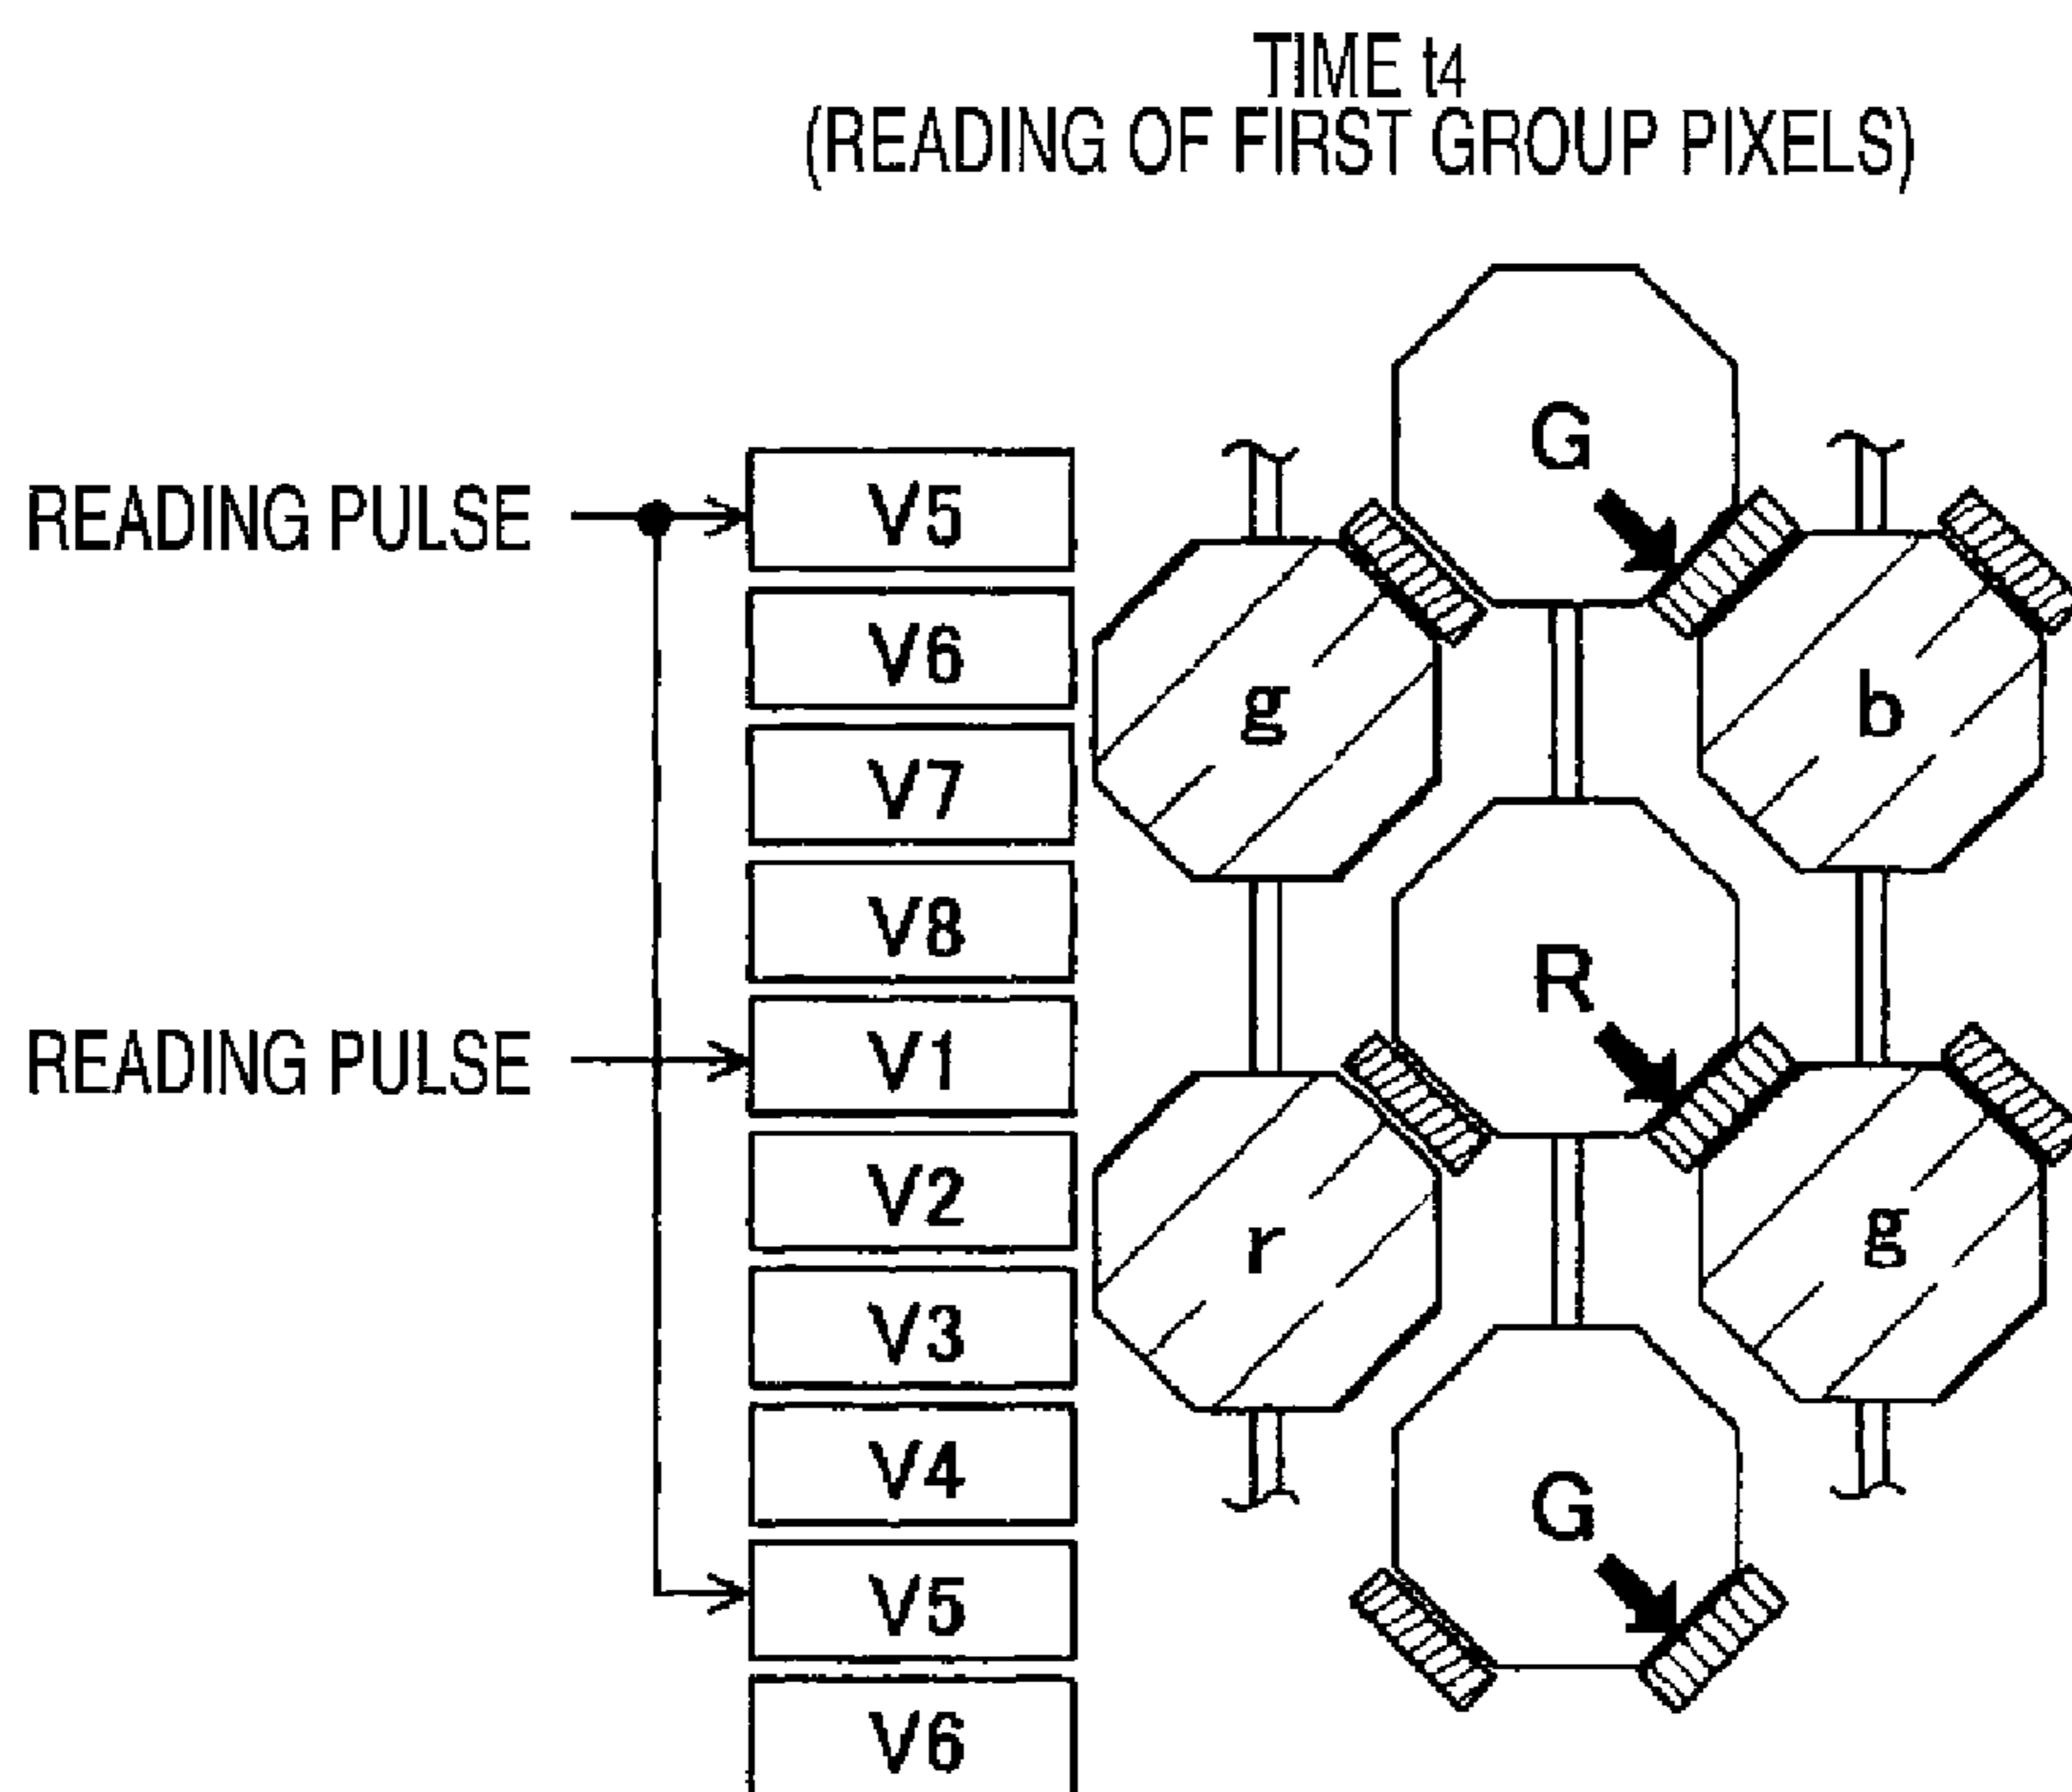 TIME t4
(READING OF FIRST GROUP PIXELS)
G
READING PULSE
V5
V6
g
b
V7
V8
R
READING PULSE
V1
V2
r
g
V3
V4
G
V5
V6